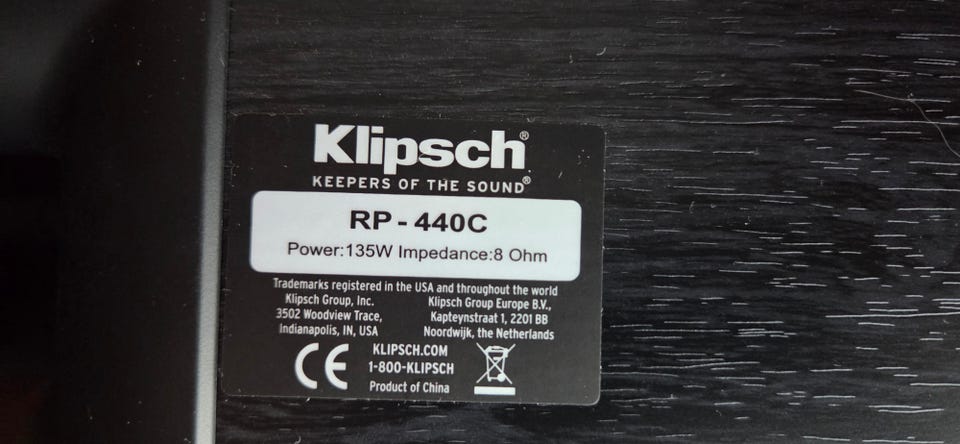 Klipsch®
KEEPERS OF THE SOUND®
RP - 440C
Power:135W Impedance:8 Ohm
Trademarks registered in the USA and throughout the world
Klipsch Group, Inc.
3502 Woodview Trace,
Indianapolis, IN, USA
Klipsch Group Europe B.V.,
Kapteynstraat 1, 2201 BB
Noordwijk, the Netherlands
CE
KLIPSCH.COM
1-800-KLIPSCH
Product of China